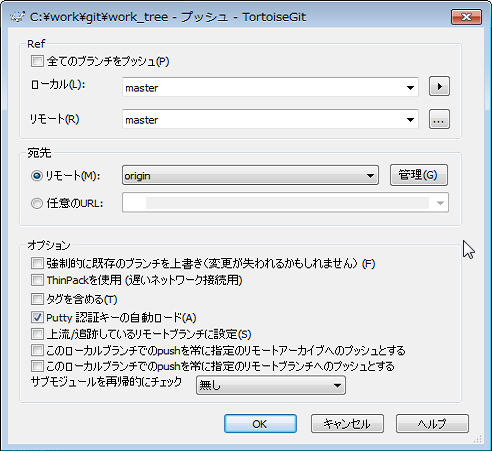 C:¥work¥git¥work_tree - プッシュ - TortoiseGit
Ref
全てのブランチをプッシュ(P)
ローカル(L): master
リモート(R) master ...
宛先
リモート(M): origin 管理(G)
任意のURL:
オプション
強制的に既存のブランチを上書き(変更が失われるかもしれません) (F)
ThinPackを使用 (遅いネットワーク接続用)
タグを含める(T)
Putty 認証キーの自動ロード(A)
上流/追跡しているリモートブランチに設定(S)
このローカルブランチでのpushを常に指定のリモートアーカイブへのプッシュとする
このローカルブランチでのpushを常に指定のリモートブランチへのプッシュとする
サブモジュールを再帰的にチェック 無し
OK キャンセル ヘルプ